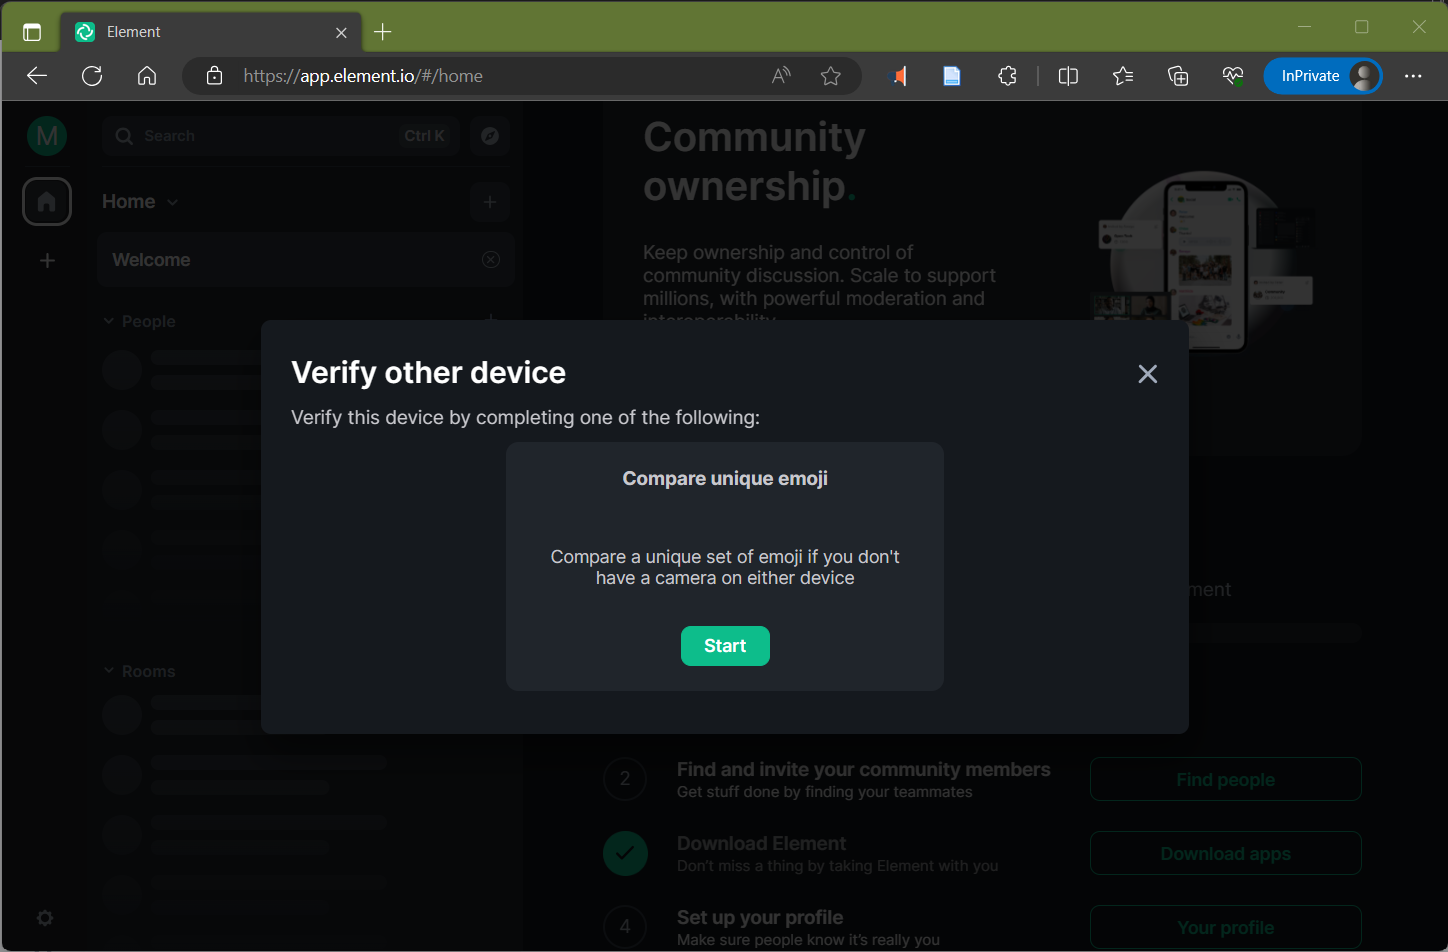 Element
https://app.element.io/#/home
InPrivate
M
Search
Ctrl K
Home
Welcome
People
Rooms
Community
ownership.
Keep ownership and control of
community discussion. Scale to support
millions, with powerful moderation and
interoperability.
Verify other device
Verify this device by completing one of the following:
Compare unique emoji
Compare a unique set of emoji if you don't
have a camera on either device
Start
ment
2
Find and invite your community members
Get stuff done by finding your teammates
Find people
Download Element
Don't miss a thing by taking Element with you
Download apps
4
Set up your profile
Make sure people know it's really you
Your profile